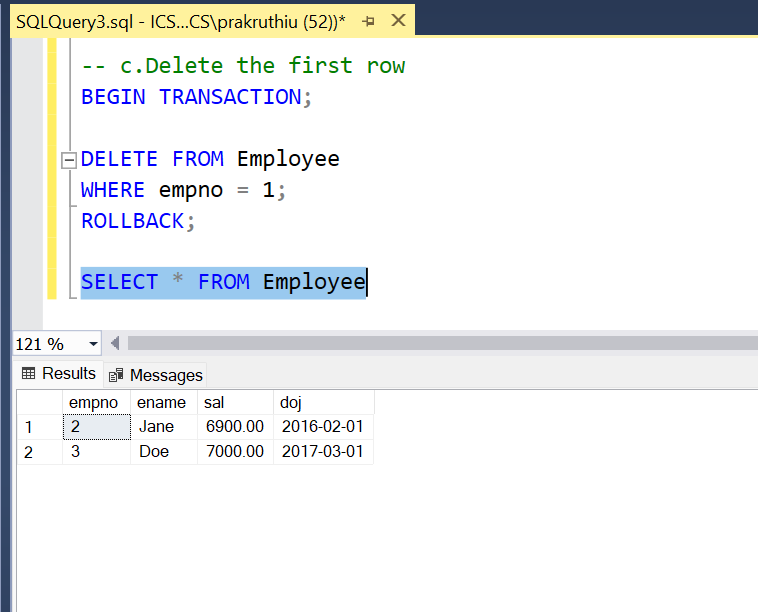 SQLQuery3.sql - ICS...CS\prakruthiu (52))*
-- c.Delete the first row
BEGIN TRANSACTION;
DELETE FROM Employee
WHERE empno = 1;
ROLLBACK;
SELECT * FROM Employee
121 %
Results Messages
empno ename sal doj
1 2 Jane 6900.00 2016-02-01
2 3 Doe 7000.00 2017-03-01